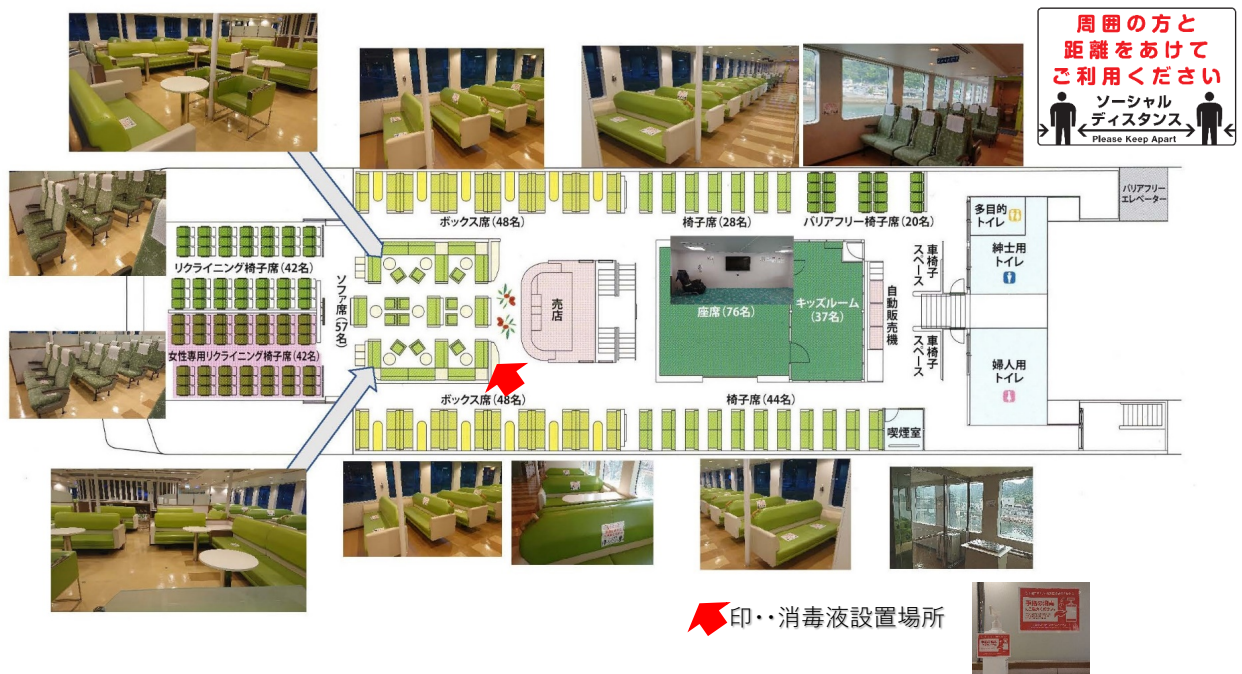 周囲の方と
距離をあけて
ご利用ください
ソーシャル
ディスタンス
Please Keep Apart
バリアフリー
エレベーター
ボックス席(48名)
椅子席(28名)
バリアフリー椅子席(20名)
多目的
トイレ
紳士用
トイレ
車椅子
スペース
リクライニング椅子席(42名)
ソファ席(57名)
売店
座席(76名)
キッズルーム
(37名)
自動販売機
女性専用リクライニング椅子席(42名)
車椅子
スペース
婦人用
トイレ
ボックス席(48名)
椅子席(44名)
喫煙室
印・・消毒液設置場所